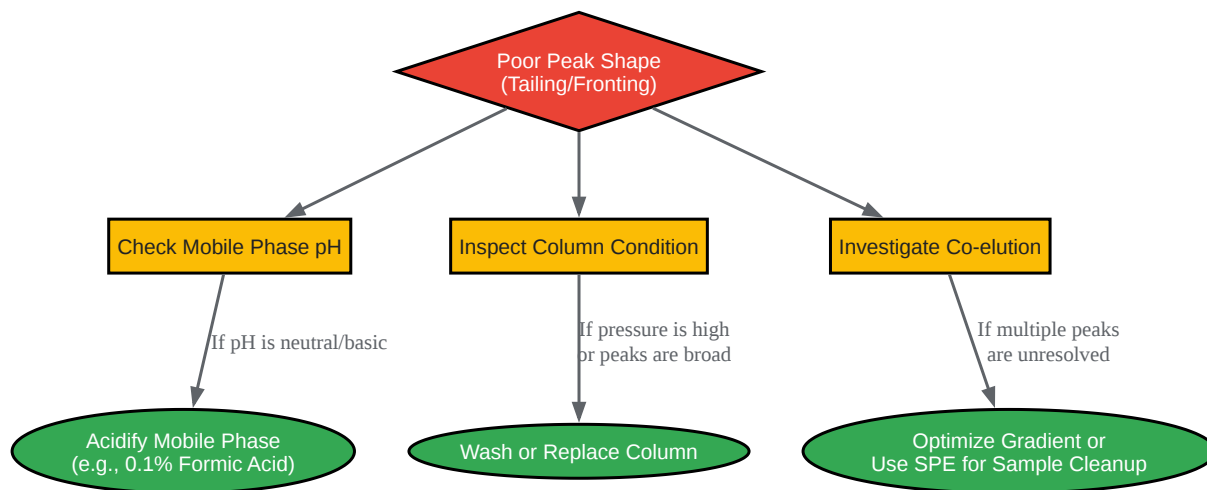 Poor Peak Shape
(Tailing/Fronting)
Check Mobile Phase pH
Inspect Column Condition
Investigate Co-elution
If pH is neutral/basic
If pressure is high
or peaks are broad
If multiple peaks
are unresolved
Acidify Mobile Phase
(e.g., 0.1% Formic Acid)
Wash or Replace Column
Optimize Gradient or
Use SPE for Sample Cleanup